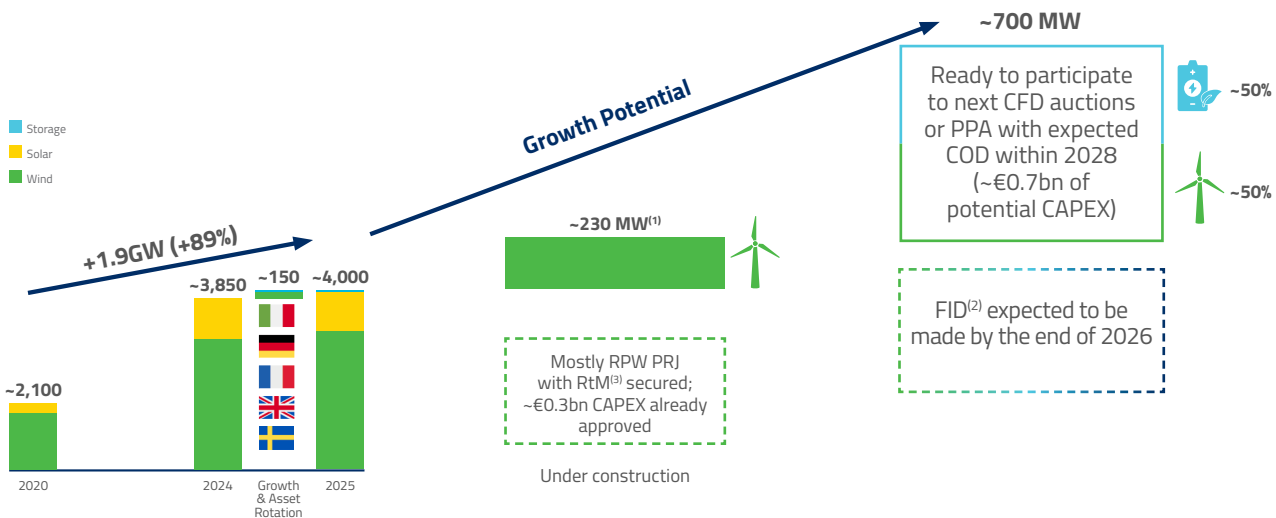 ~700 MW
Ready to participate
to next CFD auctions
or PPA with expected
COD within 2028
(~€0.7bn of
potential CAPEX)
~50%
~50%
Growth Potential
Storage
Solar
Wind
+1.9GW (+89%)
~230 MW(1)
~2,100
~3,850
~150
~4,000
FID(2) expected to be
made by the end of 2026
Mostly RPW PRJ
with RtM(3) secured;
~€0.3bn CAPEX already
approved
Under construction
2020
2024
Growth
& Asset
Rotation
2025